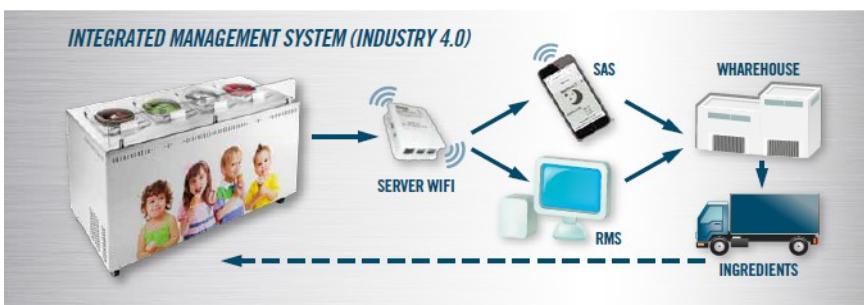 INTEGRATED MANAGEMENT SYSTEM (INDUSTRY 4.0)
SAS
WHAREHOUSE
SERVER WIFI
RMS
INGREDIENTS